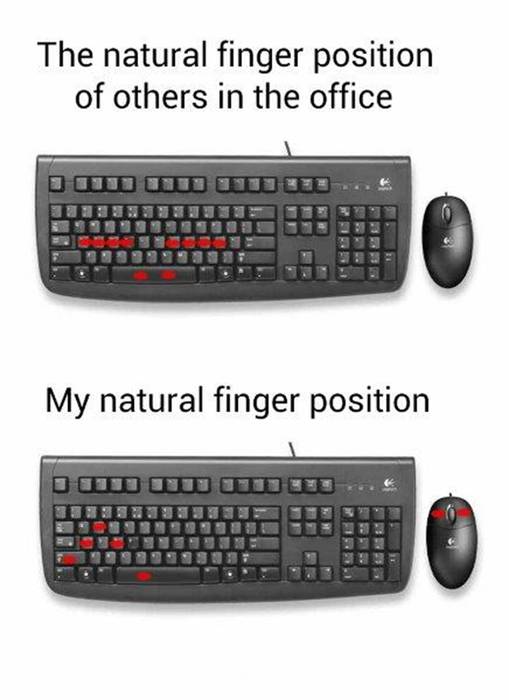 The natural finger position
of others in the office
My natural finger position